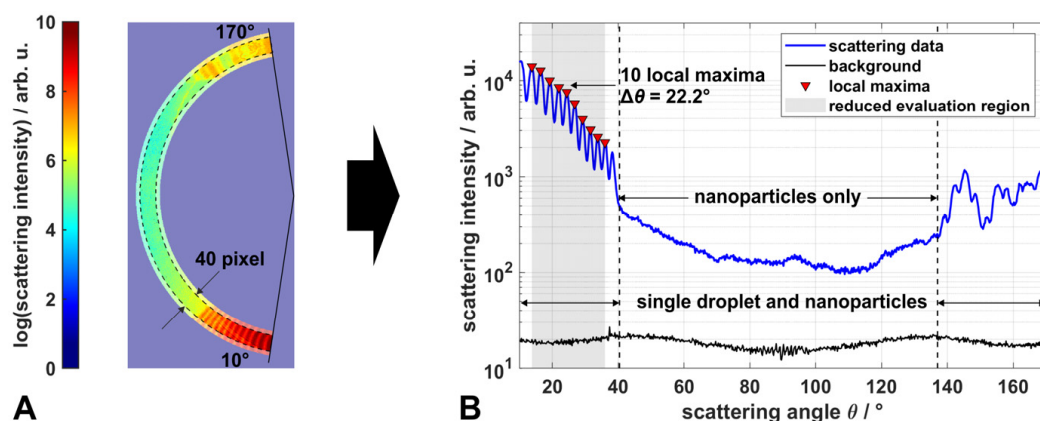 log(scattering intensity) / arb. u.
10
8
6
4
2
0
170°
40 pixel
10°
A
scattering intensity / arb. u.
10⁴
10³
10²
10¹
10 local maxima
Δθ = 22.2°
scattering data
background
local maxima
reduced evaluation region
nanoparticles only
single droplet and nanoparticles
20 40 60 80 100 120 140 160
scattering angle θ / °
B